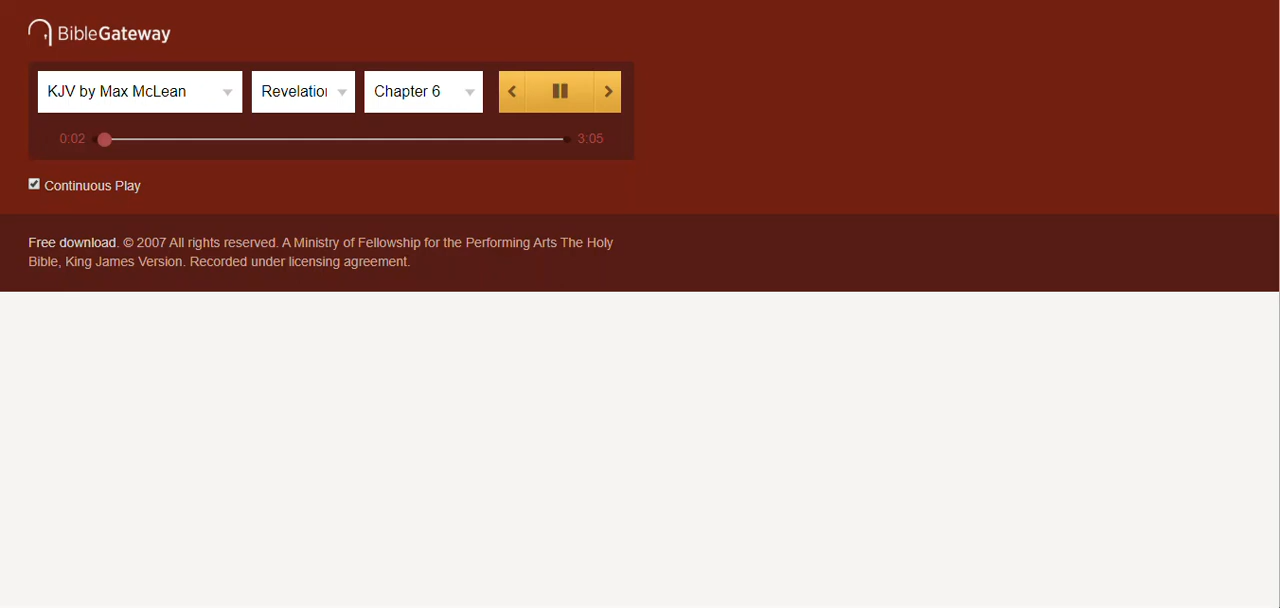 BibleGateway
KJV by Max McLean Revelation Chapter 6
0:02 3:05
Continuous Play
Free download. © 2007 All rights reserved. A Ministry of Fellowship for the Performing Arts The Holy
Bible, King James Version. Recorded under licensing agreement.